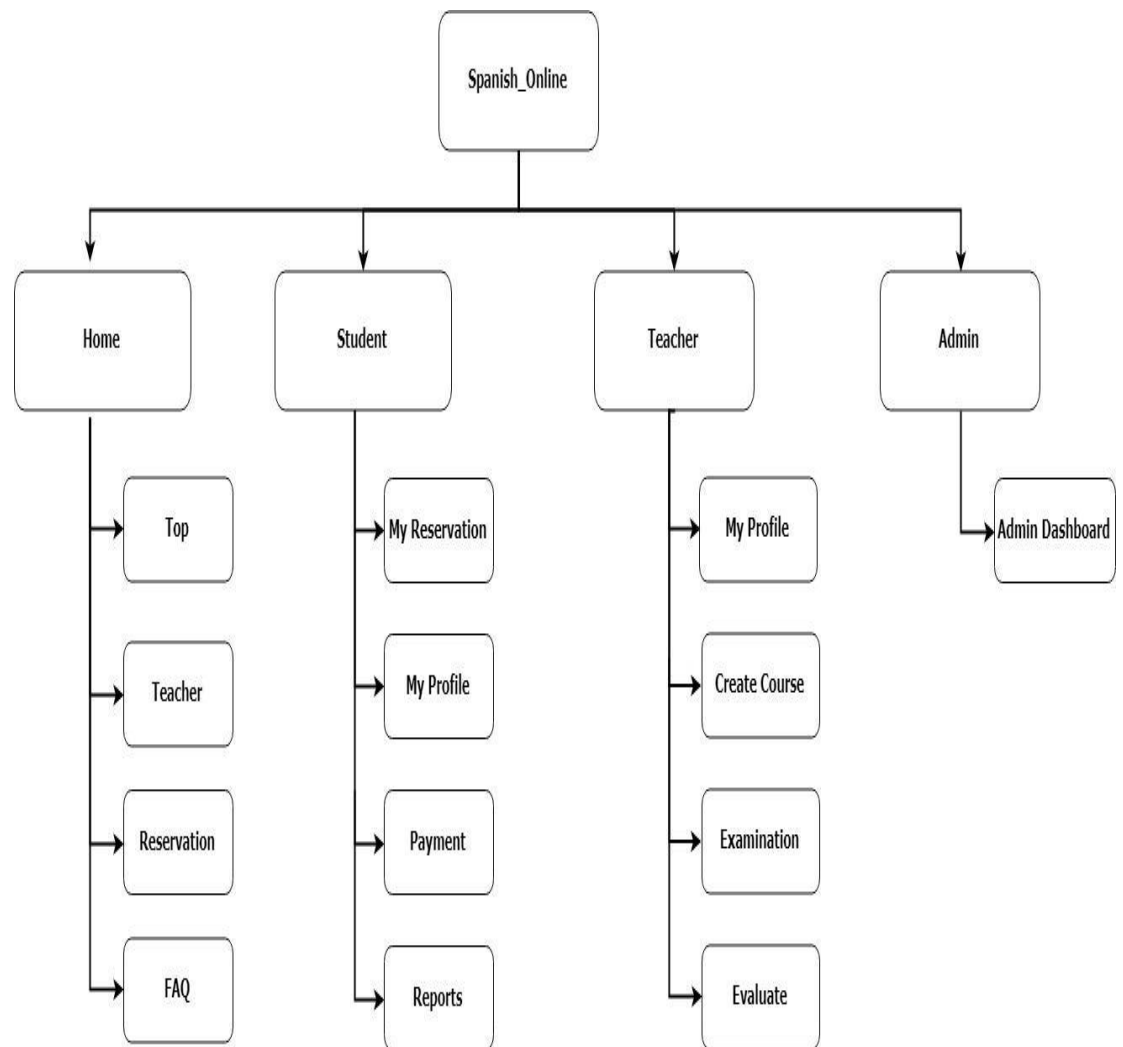 Spanish_Online
Home
Student
Teacher
Admin
Top
My Reservation
My Profile
Admin Dashboard
Teacher
My Profile
Create Course
Reservation
Payment
Examination
FAQ
Reports
Evaluate